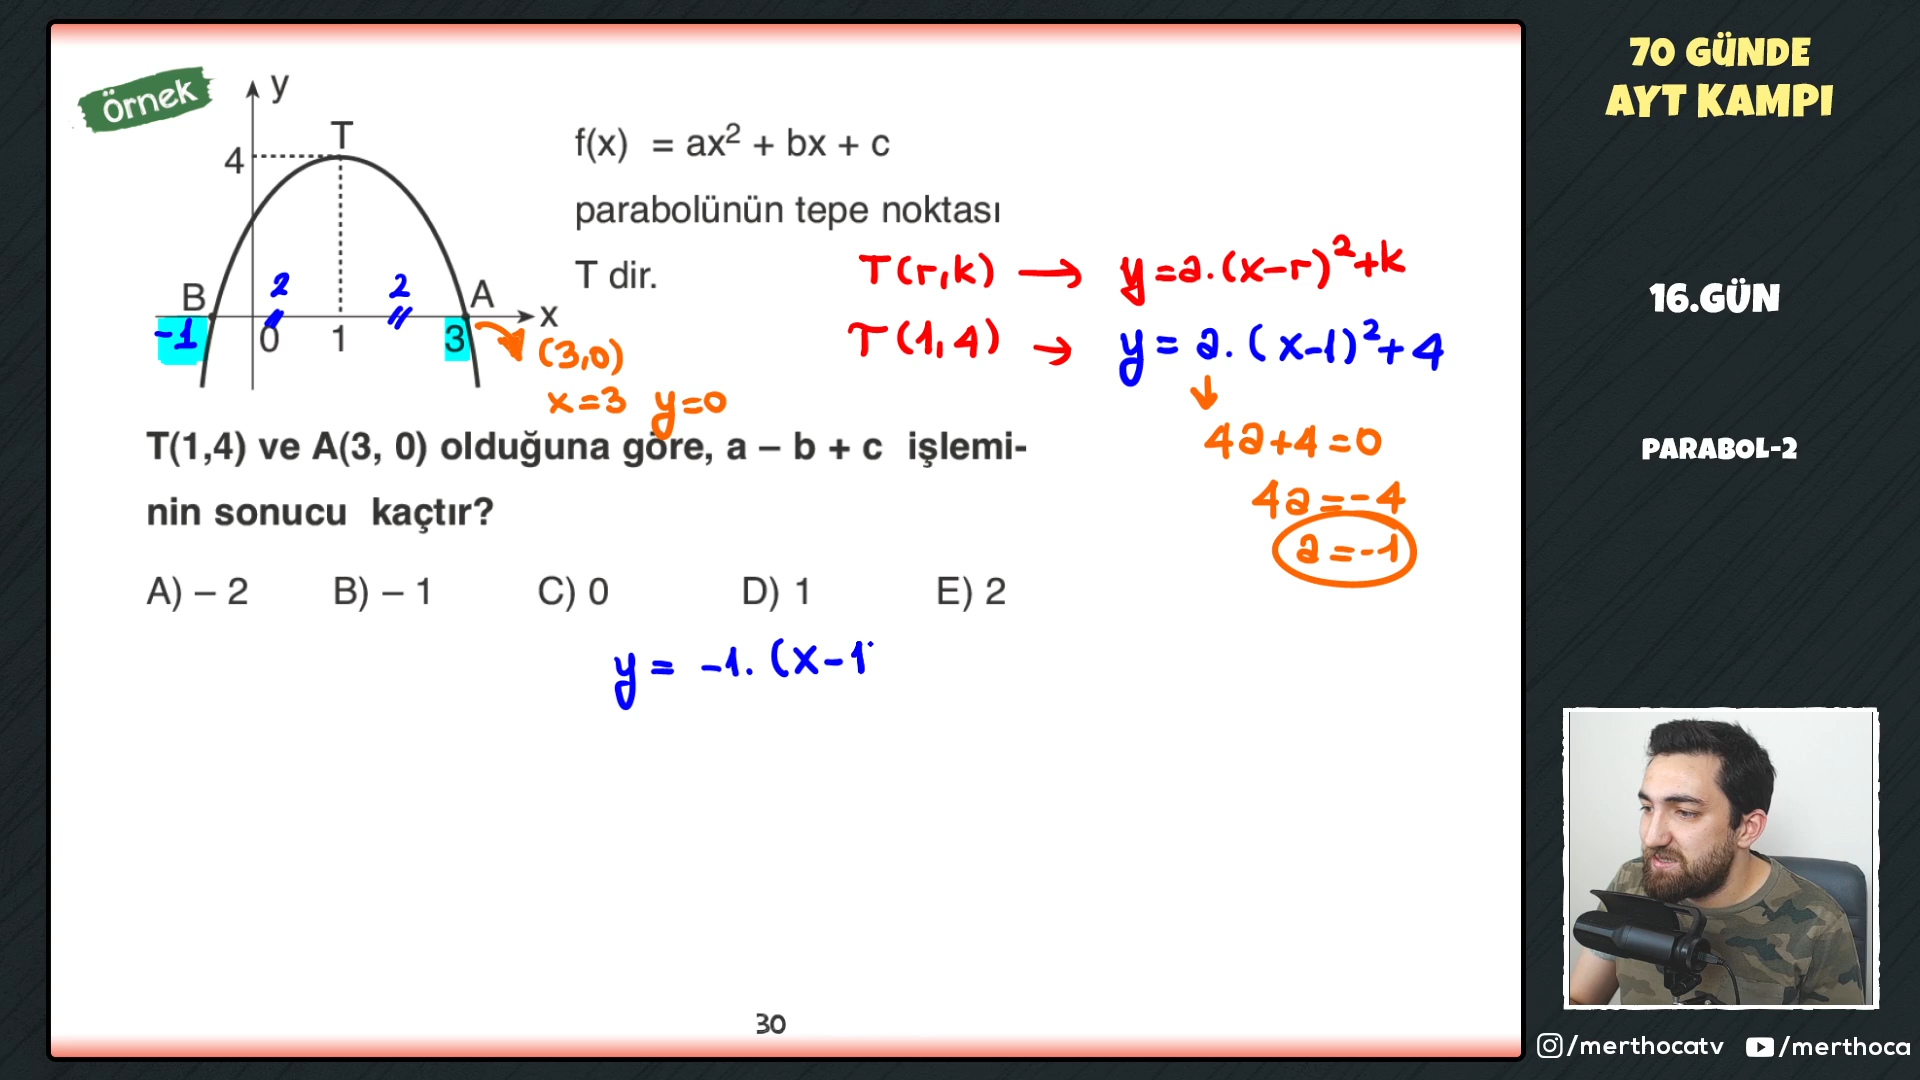 Örnek
y
T
4
B
2
2
A
x
-1
0
1
3
(3,0)
x=3 y=0
f(x) = ax² + bx + c
parabolünün tepe noktası
T dir.
T(r,k) → y=a.(x-r)²+k
T(1,4) → y=a.(x-1)²+4
4a+4=0
4a=-4
a=-1
T(1,4) ve A(3, 0) olduğuna göre, a – b + c işlemi-
nin sonucu kaçtır?
A) – 2 B) – 1 C) 0 D) 1 E) 2
y = -1.(x-1
30
70 GÜNDE
AYT KAMPI
16.GÜN
PARABOL-2
/merthocatv /merthoca